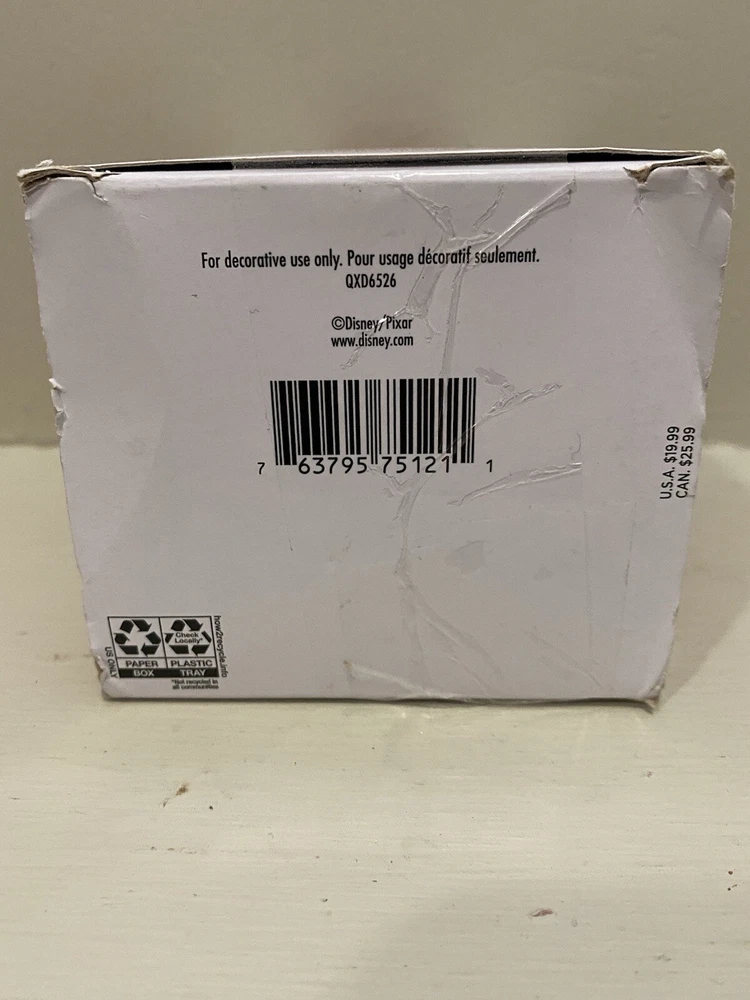 For decorative use only. Pour usage décoratif seulement.
QXD6526
©Disney/Pixar
www.disney.com
7 63795 75121 1
U.S.A. $19.99
CAN. $25.99
US ONLY
PAPER
BOX
Check
Locally*
PLASTIC
TRAY
*Not recycled in
all communities
how2recycle.info